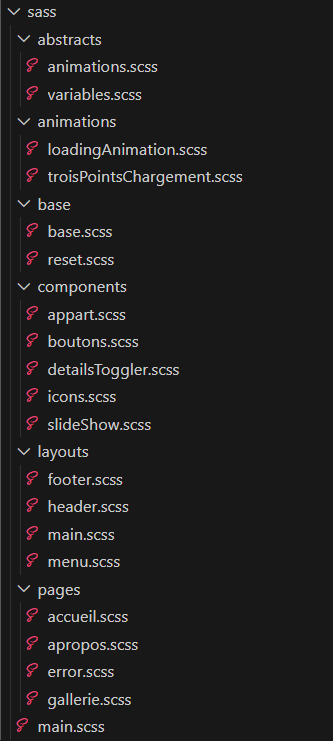 sass
abstracts
animations.scss
variables.scss
animations
loadingAnimation.scss
troisPointsChargement.scss
base
base.scss
reset.scss
components
appart.scss
boutons.scss
detailsToggler.scss
icons.scss
slideShow.scss
layouts
footer.scss
header.scss
main.scss
menu.scss
pages
accueil.scss
apropos.scss
error.scss
gallerie.scss
main.scss